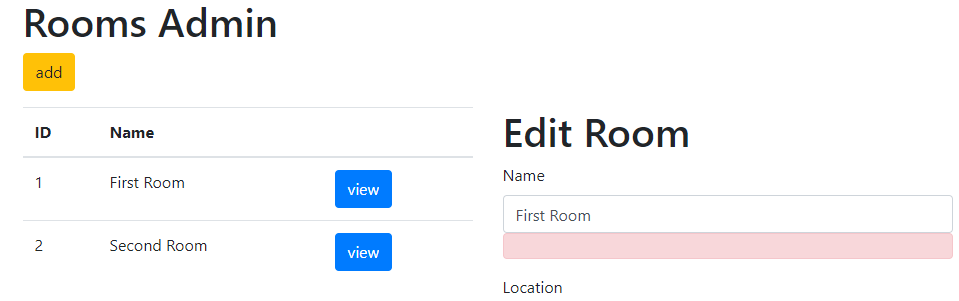 Rooms Admin
add
ID Name
1 First Room view
2 Second Room view
Edit Room
Name
First Room
Location